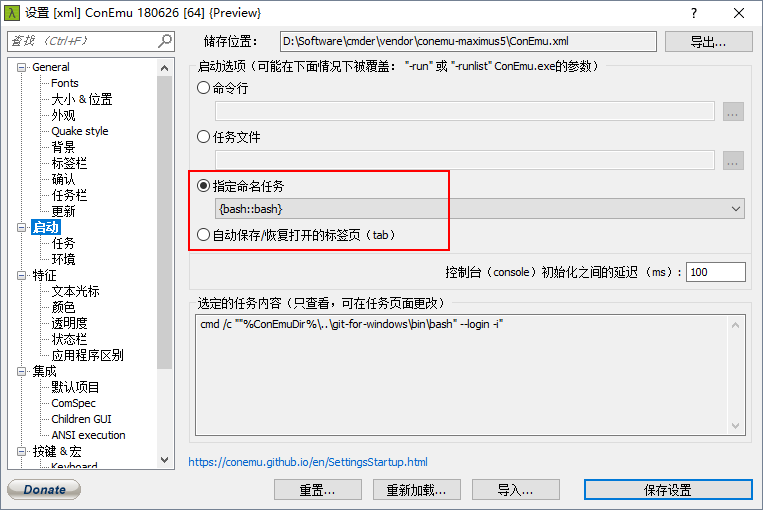 λ 设置 [xml] ConEmu 180626 [64] {Preview}
?
查找 (Ctrl+F)
储存位置：
D:\Software\cmder\vendor\conemu-maximus5\ConEmu.xml
导出...
General
Fonts
大小 & 位置
外观
Quake style
背景
标签栏
确认
任务栏
更新
启动
任务
环境
特征
文本光标
颜色
透明度
状态栏
应用程序区别
集成
默认项目
ComSpec
Children GUI
ANSI execution
按键 & 宏
Keyboard
启动选项（可能在下面情况下被覆盖： "-run" 或 "-runlist" ConEmu.exe的参数）
命令行
...
任务文件
...
指定命名任务
{bash::bash}
自动保存/恢复打开的标签页（tab）
控制台（console）初始化之间的延迟（ms）:
100
选定的任务内容（只查看，可在任务页面更改）
cmd /c ""%ConEmuDir%\..\git-for-windows\bin\bash" --login -i"
https://conemu.github.io/en/SettingsStartup.html
Donate
重置...
重新加载...
导入...
保存设置